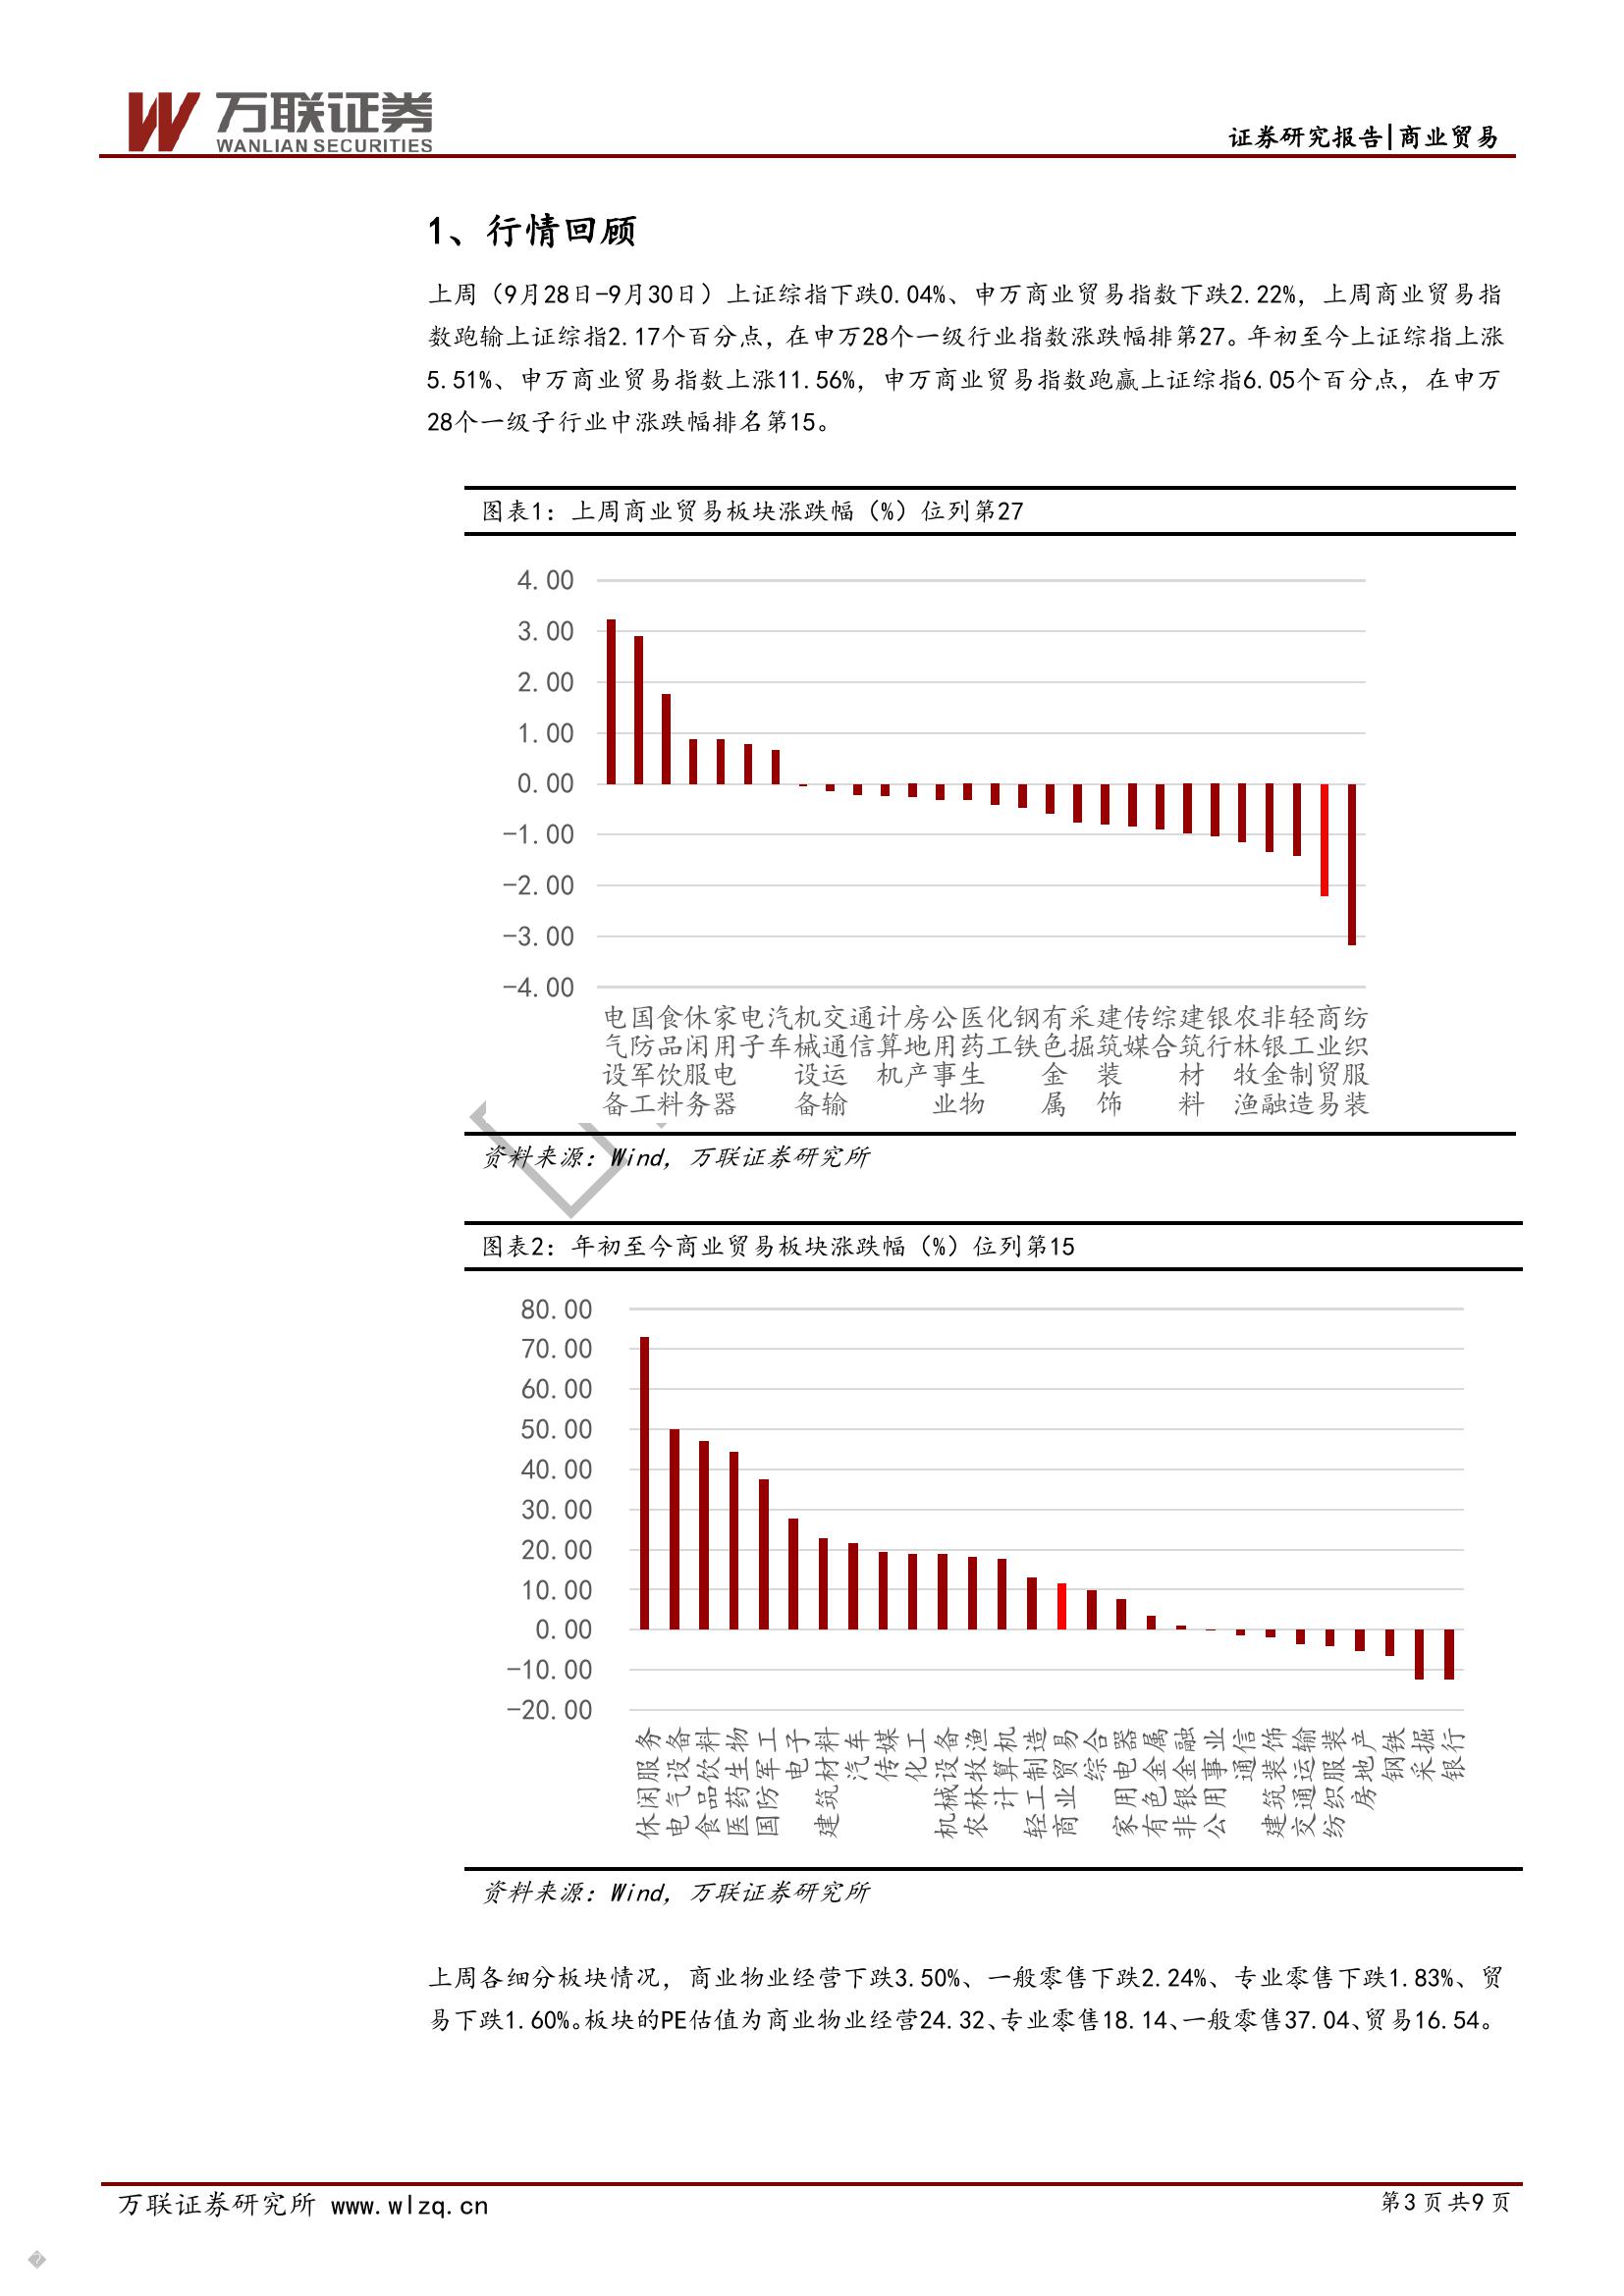 万联证券
WANLIAN SECURITIES
证券研究报告|商业贸易
1、行情回顾
上周（9月28日-9月30日）上证综指下跌0.04%、申万商业贸易指数下跌2.22%，上周商业贸易指
数跑输上证综指2.17个百分点，在申万28个一级行业指数涨跌幅排第27。年初至今上证综指上涨
5.51%、申万商业贸易指数上涨11.56%，申万商业贸易指数跑赢上证综指6.05个百分点，在申万
28个一级子行业中涨跌幅排名第15。
图表1：上周商业贸易板块涨跌幅（%）位列第27
4.00
3.00
2.00
1.00
0.00
-1.00
-2.00
-3.00
-4.00
电气设备
国防军工
食品饮料
休闲服务
家用电器
电子
汽车
机械设备
交通运输
通信
计算机
房地产
公用事业
医药生物
化工
钢铁
有色金属
采掘
建筑装饰
传媒
综合
建筑材料
银行
农林牧渔
非银金融
轻工制造
商业贸易
纺织服装
资料来源：Wind，万联证券研究所
图表2：年初至今商业贸易板块涨跌幅（%）位列第15
80.00
70.00
60.00
50.00
40.00
30.00
20.00
10.00
0.00
-10.00
-20.00
休闲服务
电气设备
食品饮料
医药生物
国防军工
电子
建筑材料
汽车
传媒
化工
机械设备
农林牧渔
计算机
轻工制造
商业贸易
综合
家用电器
有色金属
非银金融
公用事业
通信
建筑装饰
交通运输
纺织服装
房地产
钢铁
采掘
银行
资料来源：Wind，万联证券研究所
上周各细分板块情况，商业物业经营下跌3.50%、一般零售下跌2.24%、专业零售下跌1.83%、贸
易下跌1.60%。板块的PE估值为商业物业经营24.32、专业零售18.14、一般零售37.04、贸易16.54。
万联证券研究所 www.wlzq.cn
第3页共9页